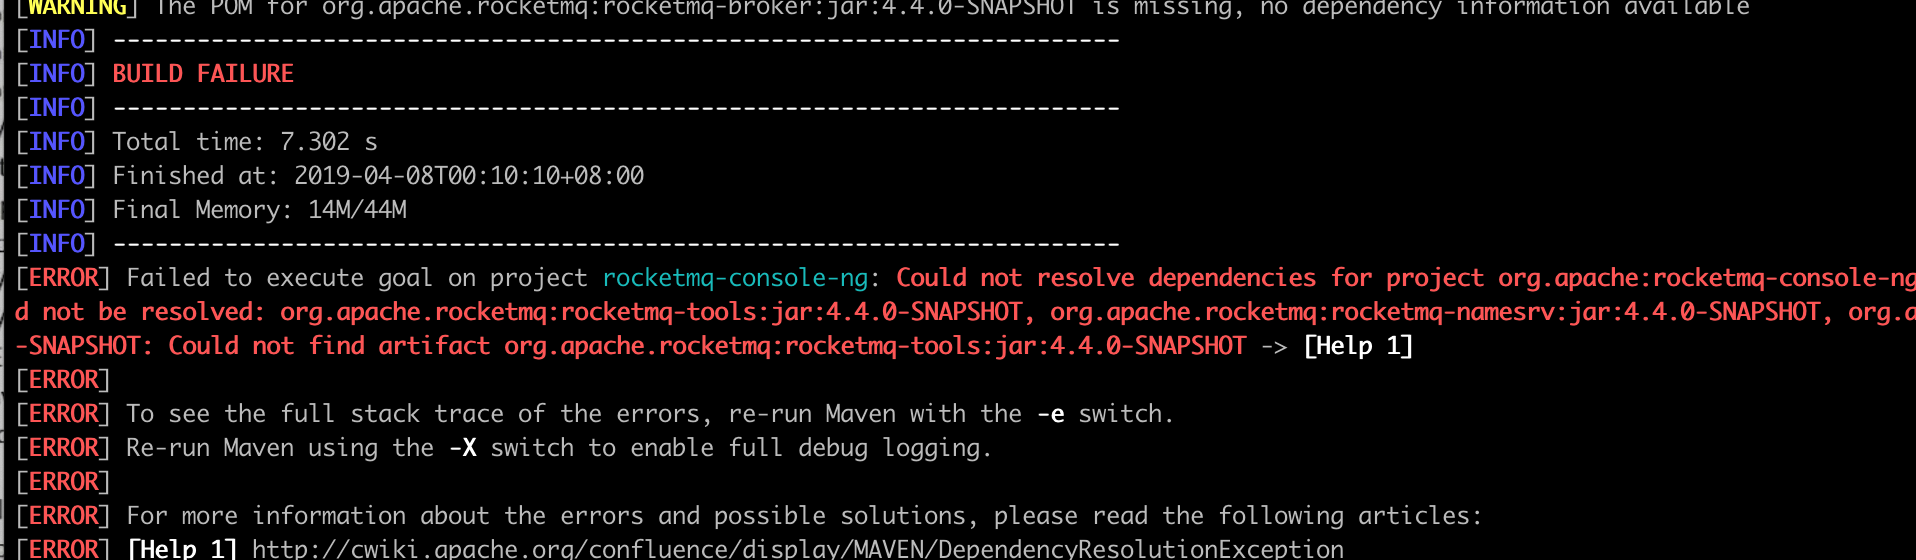 [WARNING] The POM for org.apache.rocketmq:rocketmq-broker:jar:4.4.0-SNAPSHOT is missing, no dependency information available
[INFO] ------------------------------------------------------------------------
[INFO] BUILD FAILURE
[INFO] ------------------------------------------------------------------------
[INFO] Total time: 7.302 s
[INFO] Finished at: 2019-04-08T00:10:10+08:00
[INFO] Final Memory: 14M/44M
[INFO] ------------------------------------------------------------------------
[ERROR] Failed to execute goal on project rocketmq-console-ng: Could not resolve dependencies for project org.apache:rocketmq-console-ng
d not be resolved: org.apache.rocketmq:rocketmq-tools:jar:4.4.0-SNAPSHOT, org.apache.rocketmq:rocketmq-namesrv:jar:4.4.0-SNAPSHOT, org.a
-SNAPSHOT: Could not find artifact org.apache.rocketmq:rocketmq-tools:jar:4.4.0-SNAPSHOT -> [Help 1]
[ERROR]
[ERROR] To see the full stack trace of the errors, re-run Maven with the -e switch.
[ERROR] Re-run Maven using the -X switch to enable full debug logging.
[ERROR]
[ERROR] For more information about the errors and possible solutions, please read the following articles:
[ERROR] [Help 1] http://cwiki.apache.org/confluence/display/MAVEN/DependencyResolutionException